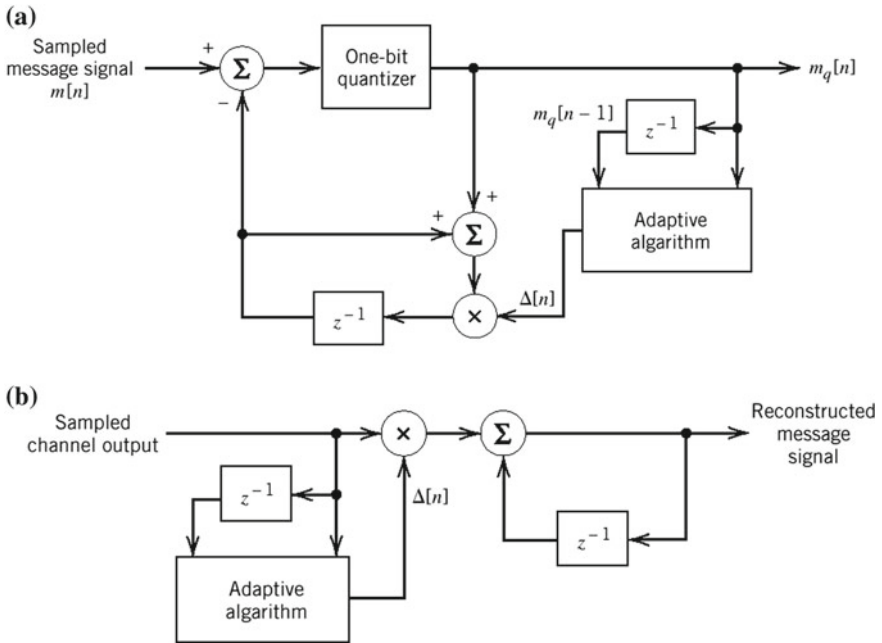 (a)
Sampled
message signal
m[n]
+
Σ
−
One-bit
quantizer
m_q[n]
m_q[n − 1]
z⁻¹
+
+
Σ
Adaptive
algarithm
Δ[n]
z⁻¹
×
(b)
Sampled
channel output
×
Σ
Reconstructed
message
signal
z⁻¹
Δ[n]
z⁻¹
Adaptive
algarithm